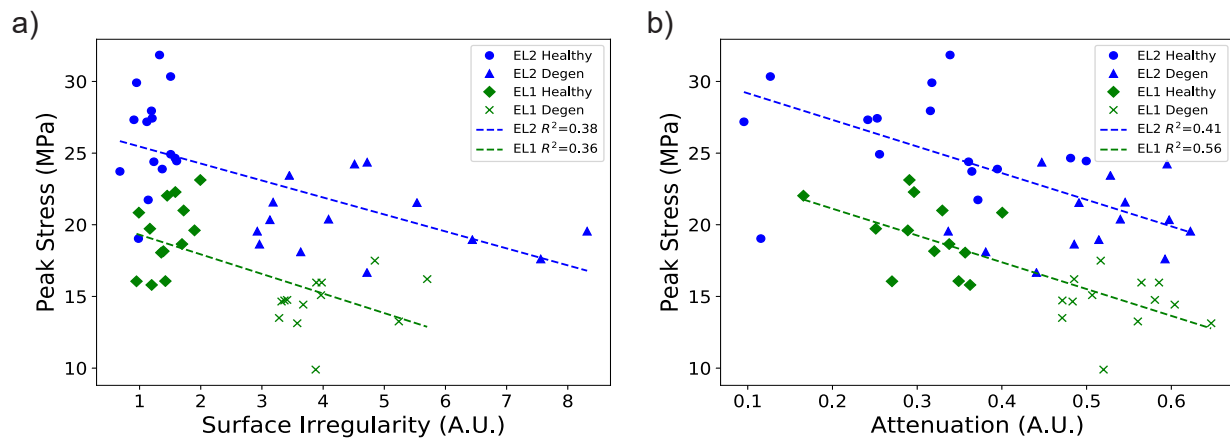 a)
30
25
20
15
10
Peak Stress (MPa)
EL2 Healthy
EL2 Degen
EL1 Healthy
EL1 Degen
EL2 R²=0.38
EL1 R²=0.36
1 2 3 4 5 6 7 8
Surface Irregularity (A.U.)
b)
30
25
20
15
10
Peak Stress (MPa)
EL2 Healthy
EL2 Degen
EL1 Healthy
EL1 Degen
EL2 R²=0.41
EL1 R²=0.56
0.1 0.2 0.3 0.4 0.5 0.6
Attenuation (A.U.)